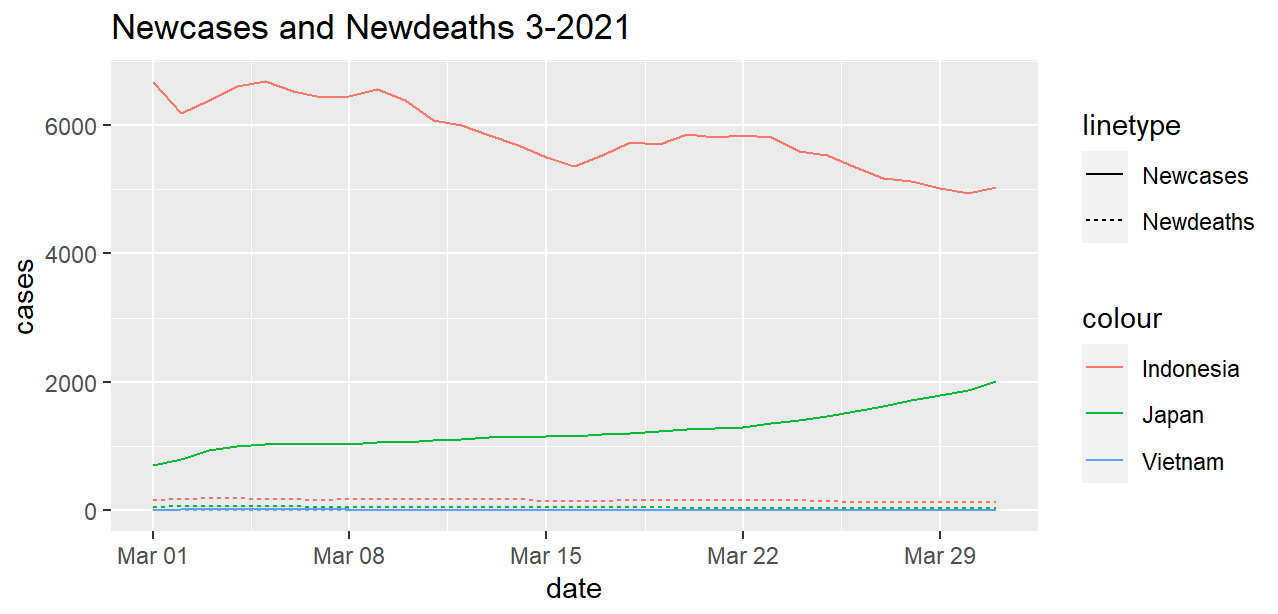 Newcases and Newdeaths 3-2021
6000
4000
2000
0
cases
Mar 01 Mar 08 Mar 15 Mar 22 Mar 29
date
linetype
Newcases
Newdeaths
colour
Indonesia
Japan
Vietnam